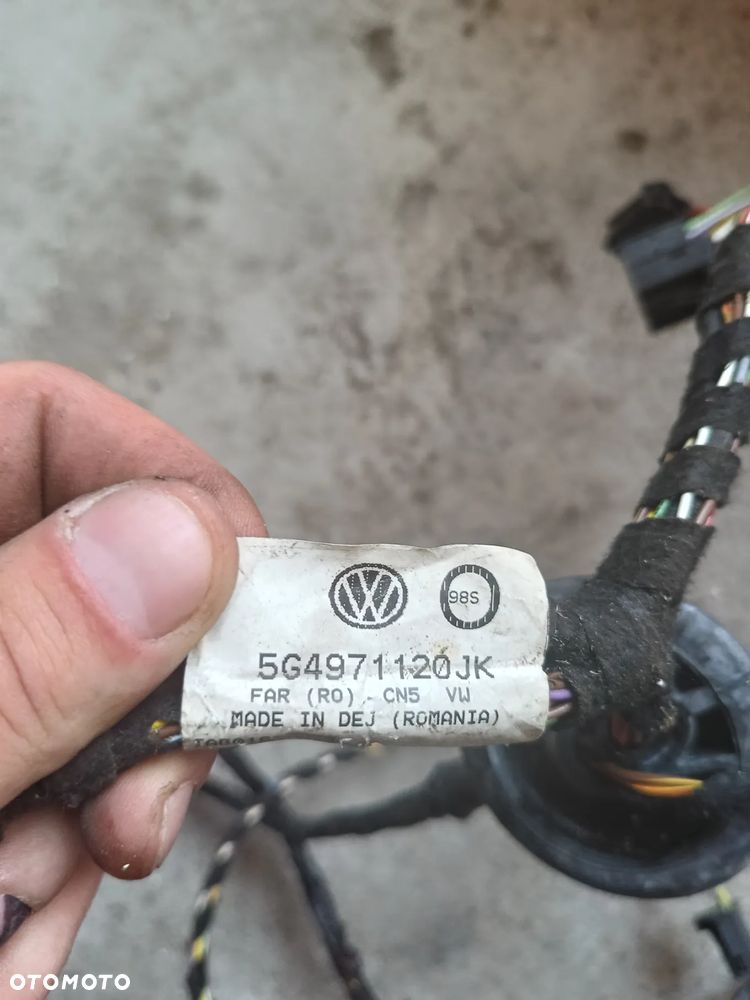 98S
5G4971120JK
FAR (RO) - CN5 VW
MADE IN DEJ (ROMANIA)
OTOMOTO